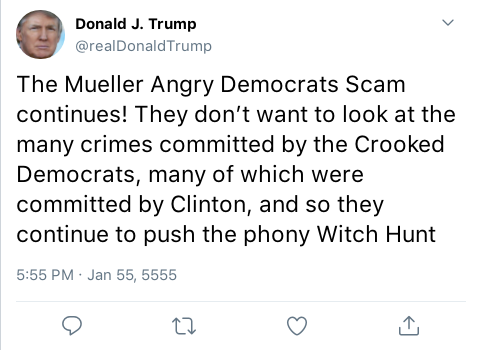 Donald J. Trump
@realDonaldTrump
The Mueller Angry Democrats Scam
continues! They don’t want to look at the
many crimes committed by the Crooked
Democrats, many of which were
committed by Clinton, and so they
continue to push the phony Witch Hunt
5:55 PM · Jan 55, 5555